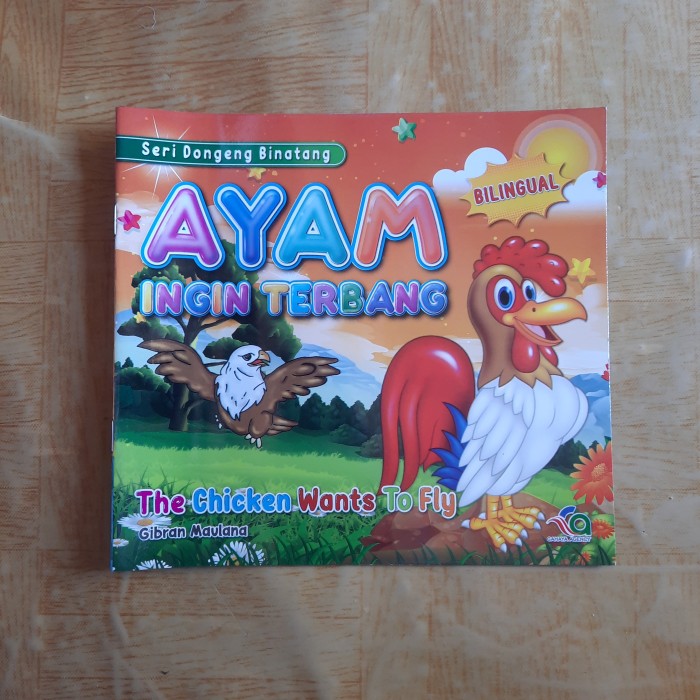 Seri Dongeng Binatang
BILINGUAL
AYAM
INGIN TERBANG
The Chicken Wants To Fly
Gibran Maulana